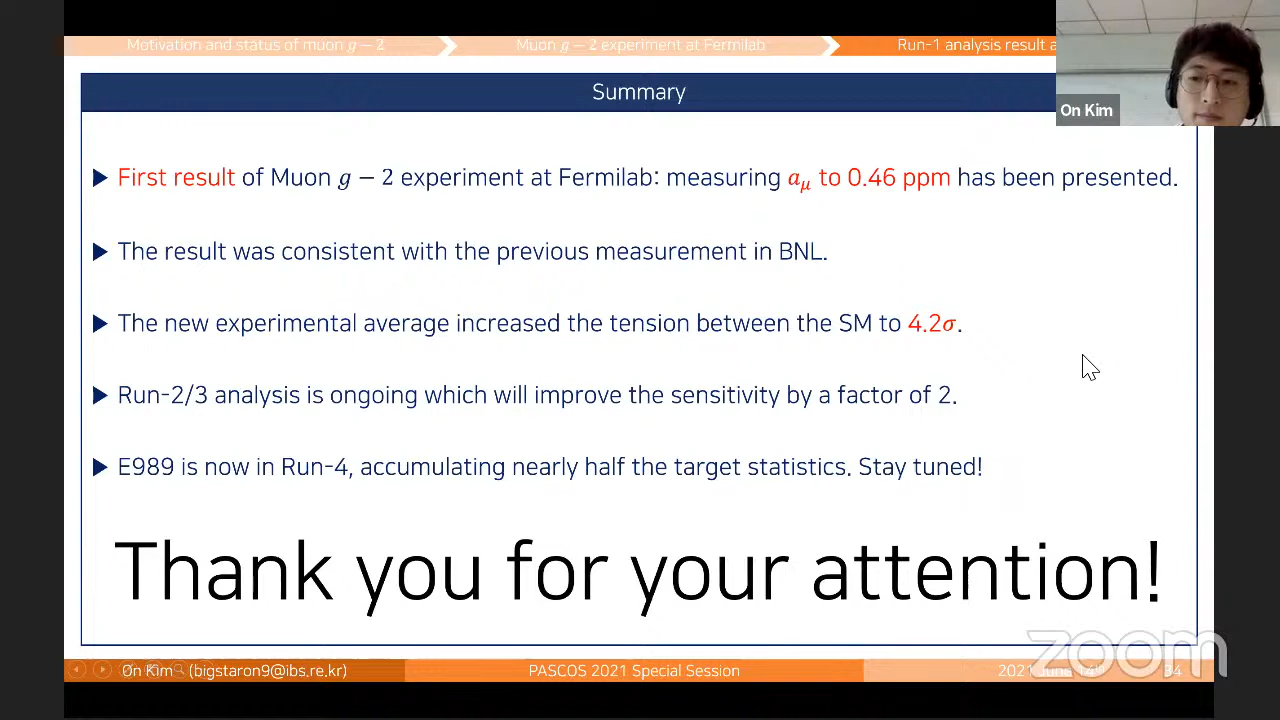 Motivation and status of muon g − 2
Muon g − 2 experiment at Fermilab
Run-1 analysis result a
On Kim
Summary
▶ First result of Muon g − 2 experiment at Fermilab: measuring aμ to 0.46 ppm has been presented.
▶ The result was consistent with the previous measurement in BNL.
▶ The new experimental average increased the tension between the SM to 4.2σ.
▶ Run-2/3 analysis is ongoing which will improve the sensitivity by a factor of 2.
▶ E989 is now in Run-4, accumulating nearly half the target statistics. Stay tuned!
Thank you for your attention!
zoom
On Kim (bigstaron9@ibs.re.kr)
PASCOS 2021 Special Session
2021 June 14th
34